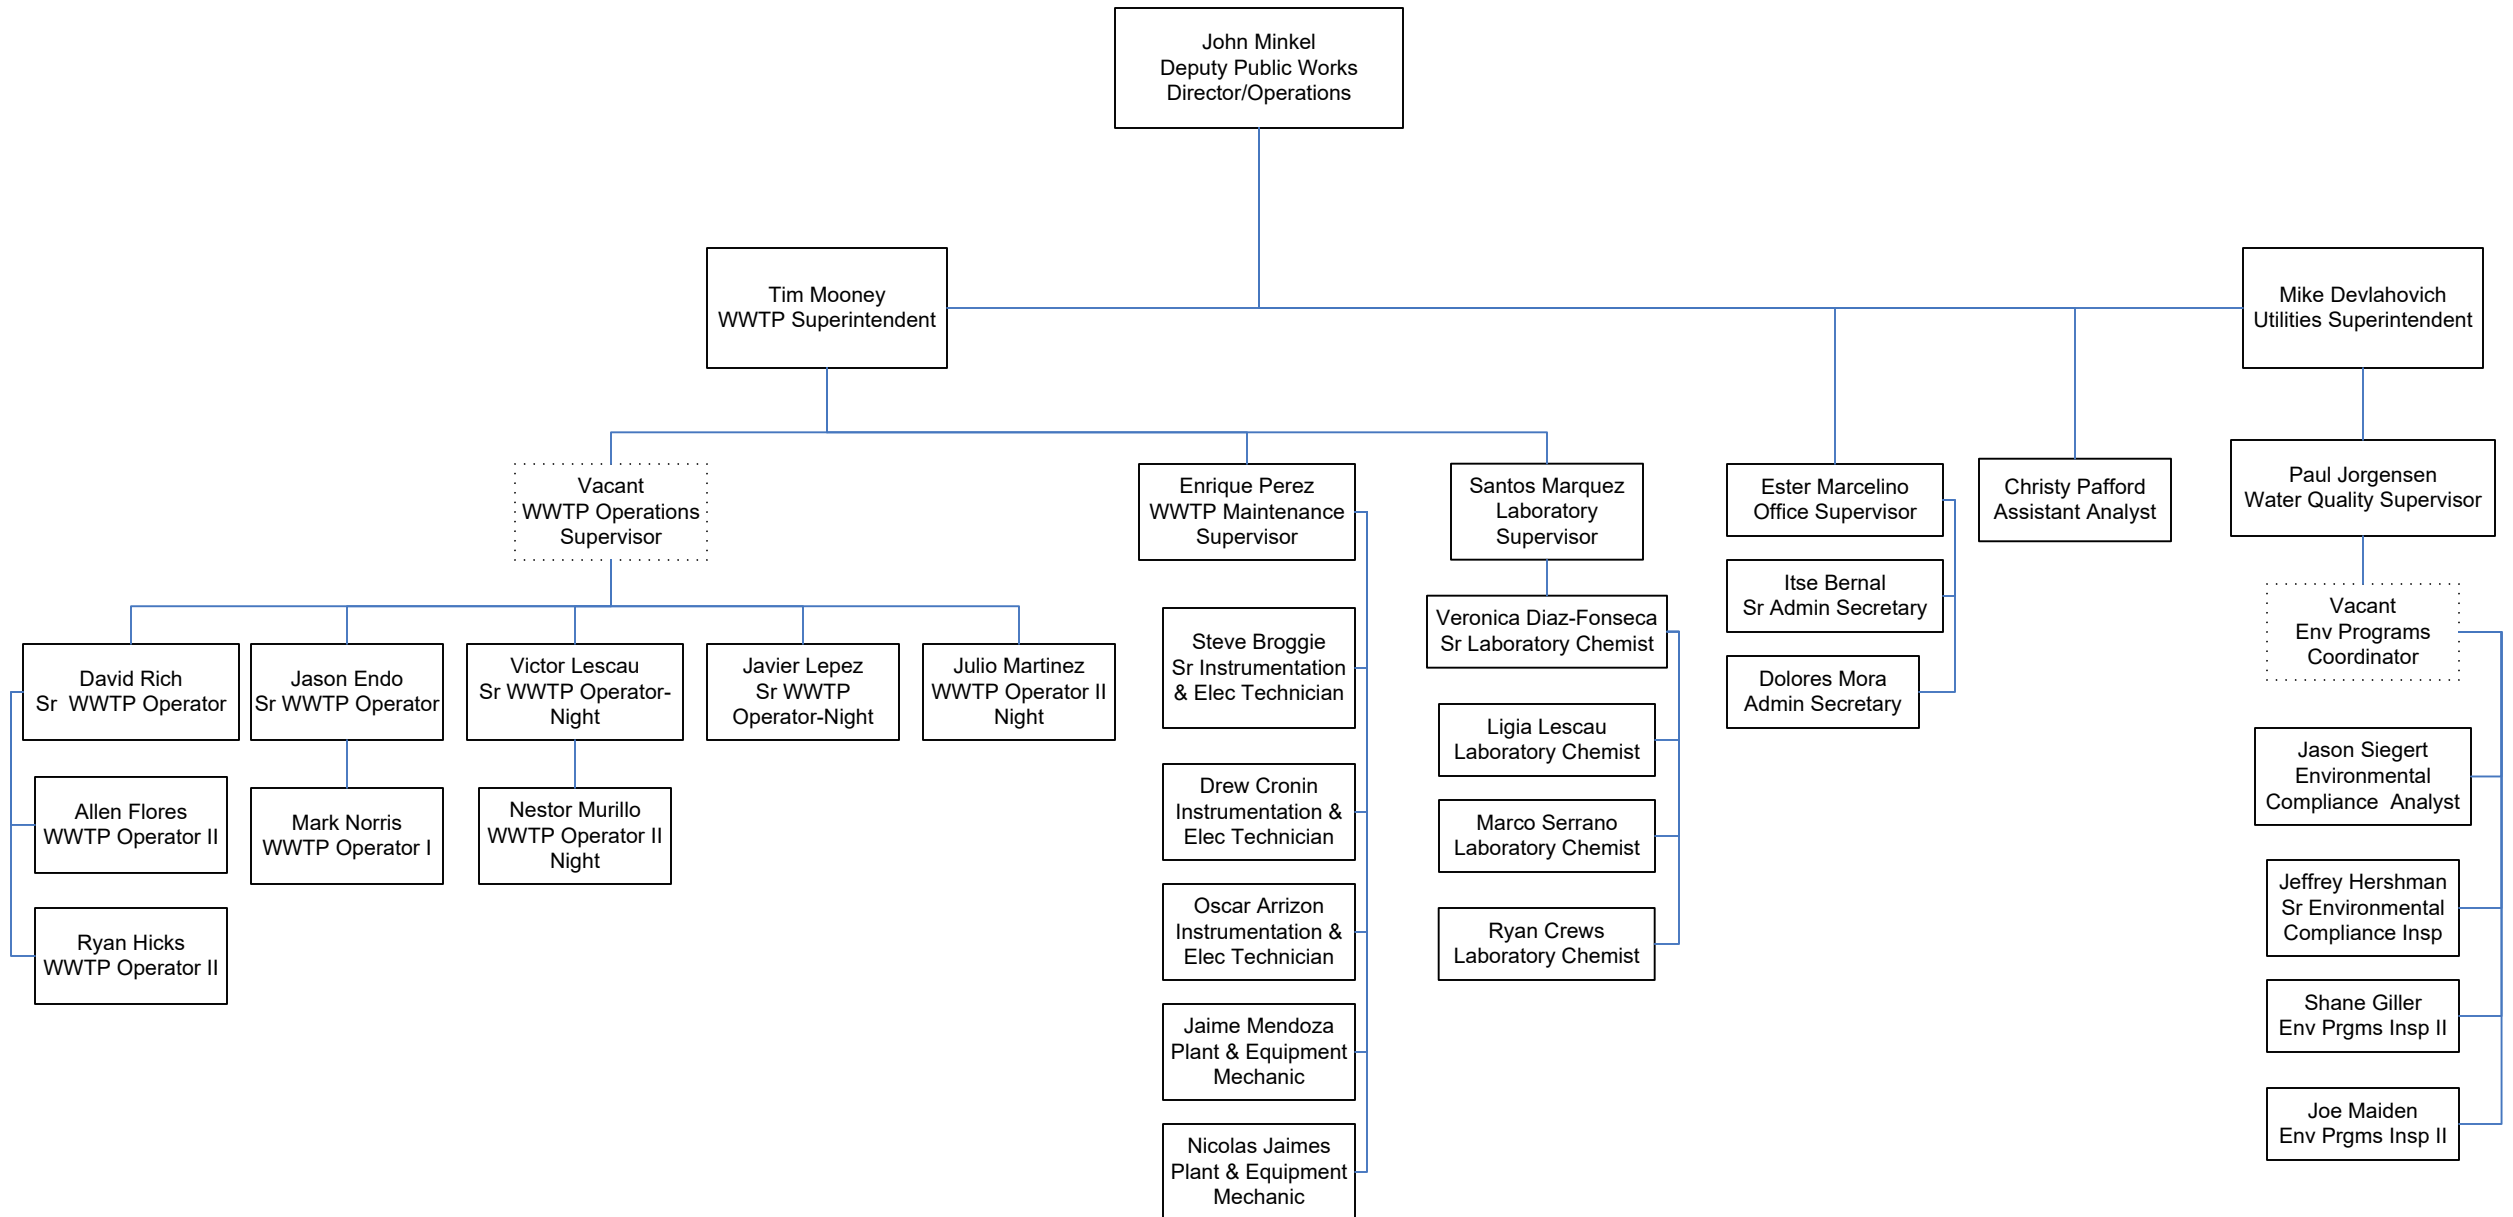 John Minkel
Deputy Public Works
Director/Operations
Tim Mooney
WWTP Superintendent
Mike Devlahovich
Utilities Superintendent
Vacant
WWTP Operations
Supervisor
Enrique Perez
WWTP Maintenance
Supervisor
Santos Marquez
Laboratory
Supervisor
Ester Marcelino
Office Supervisor
Christy Pafford
Assistant Analyst
Paul Jorgensen
Water Quality Supervisor
David Rich
Sr  WWTP Operator
Allen Flores
WWTP Operator II
Ryan Hicks
WWTP Operator II
Jason Endo
Sr WWTP Operator
Mark Norris
WWTP Operator I
Victor Lescau
Sr WWTP Operator-
Night
Nestor Murillo
WWTP Operator II
Night
Javier Lepez
Sr WWTP
Operator-Night
Julio Martinez
WWTP Operator II
Night
Steve Broggie
Sr Instrumentation
& Elec Technician
Drew Cronin
Instrumentation &
Elec Technician
Oscar Arrizon
Instrumentation &
Elec Technician
Jaime Mendoza
Plant & Equipment
Mechanic
Nicolas Jaimes
Plant & Equipment
Mechanic
Veronica Diaz-Fonseca
Sr Laboratory Chemist
Ligia Lescau
Laboratory Chemist
Marco Serrano
Laboratory Chemist
Ryan Crews
Laboratory Chemist
Itse Bernal
Sr Admin Secretary
Dolores Mora
Admin Secretary
Vacant
Env Programs
Coordinator
Jason Siegert
Environmental
Compliance  Analyst
Jeffrey Hershman
Sr Environmental
Compliance Insp
Shane Giller
Env Prgms Insp II
Joe Maiden
Env Prgms Insp II